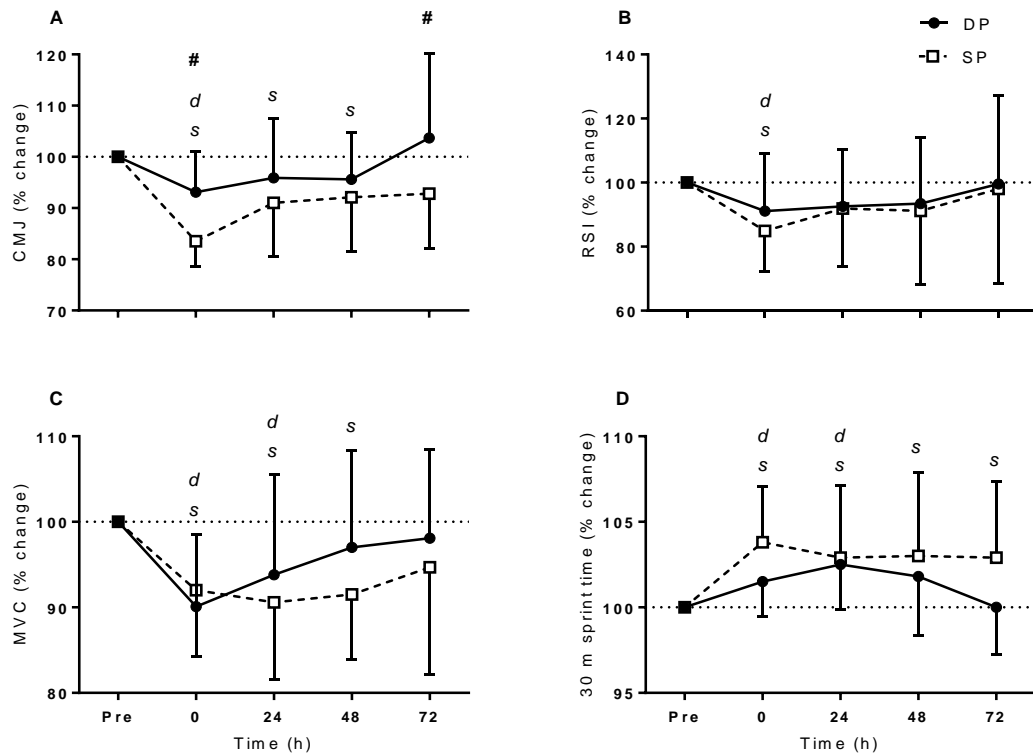 A
#
#
B
DP
SP
120
110
100
90
80
70
CMJ (% change)
d
s
s
s
140
120
100
80
60
RSI (% change)
d
s
C
D
110
100
90
80
MVC (% change)
d
s
d
s
s
110
105
100
95
30 m sprint time (% change)
d
s
d
s
s
s
Pre 0 24 48 72
Time (h)
Pre 0 24 48 72
Time (h)